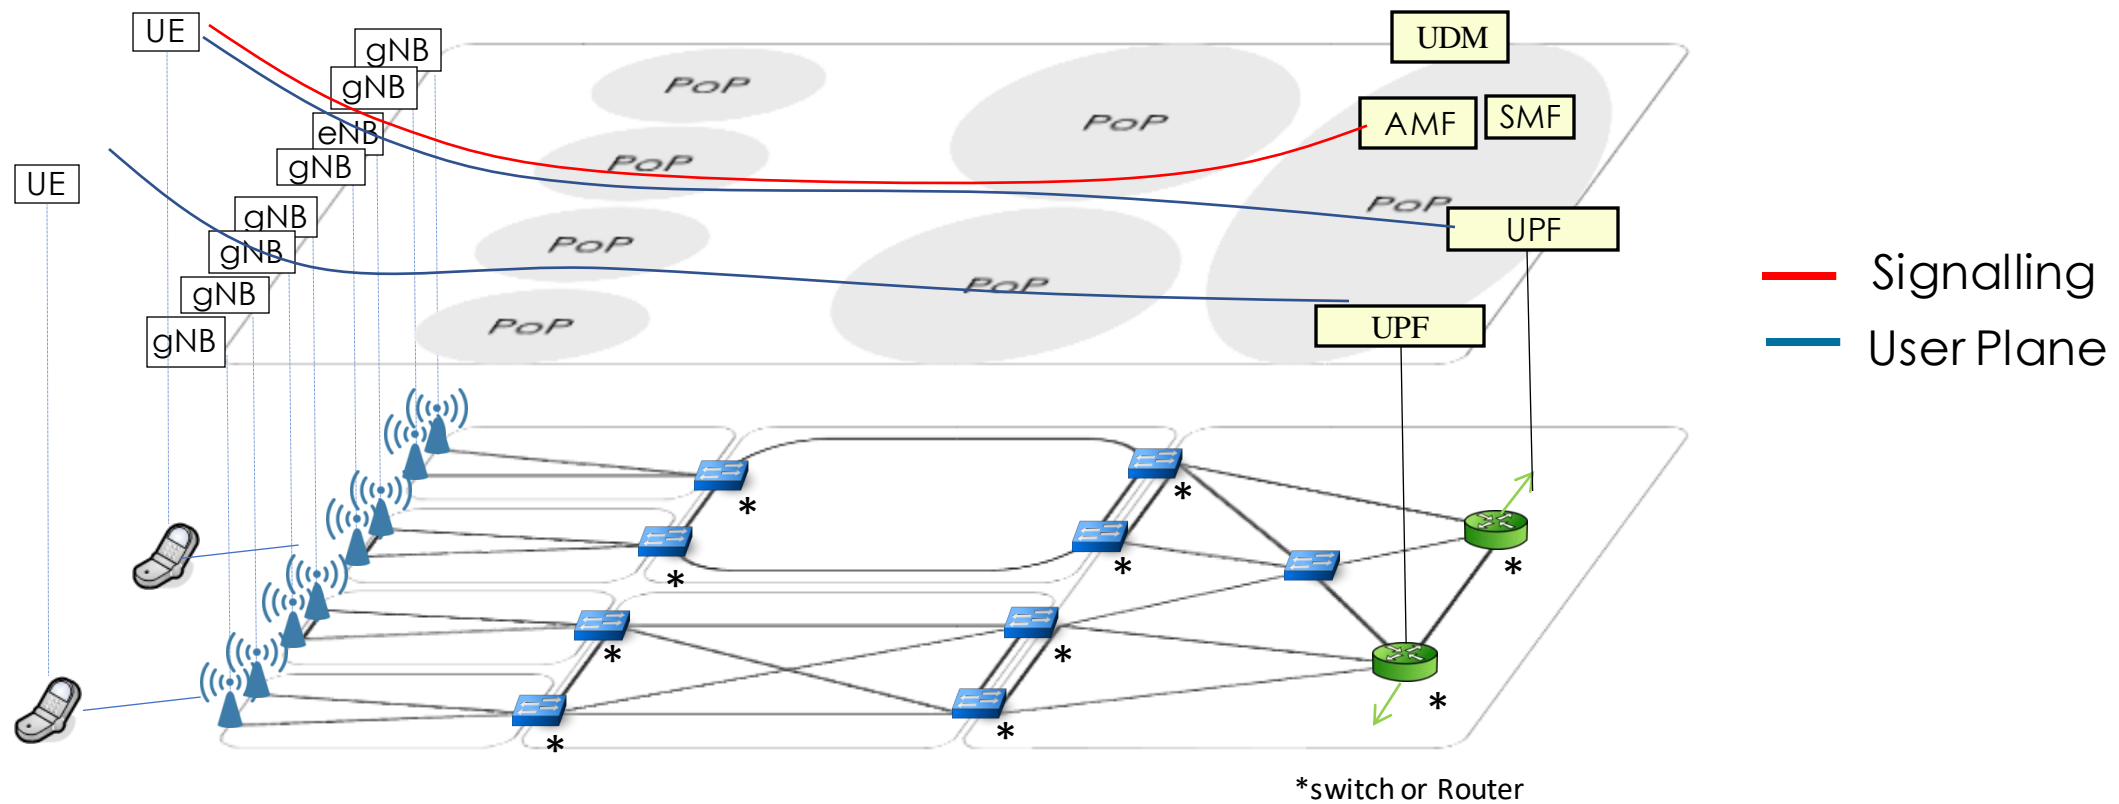 UE
gNB
gNB
eNB
gNB
UE
gNB
gNB
gNB
gNB
PoP
PoP
PoP
PoP
PoP
PoP
PoP
UDM
AMF
SMF
UPF
UPF
Signalling
User Plane
*
*
*
*
*
*
*
*
*
*
*switch or Router